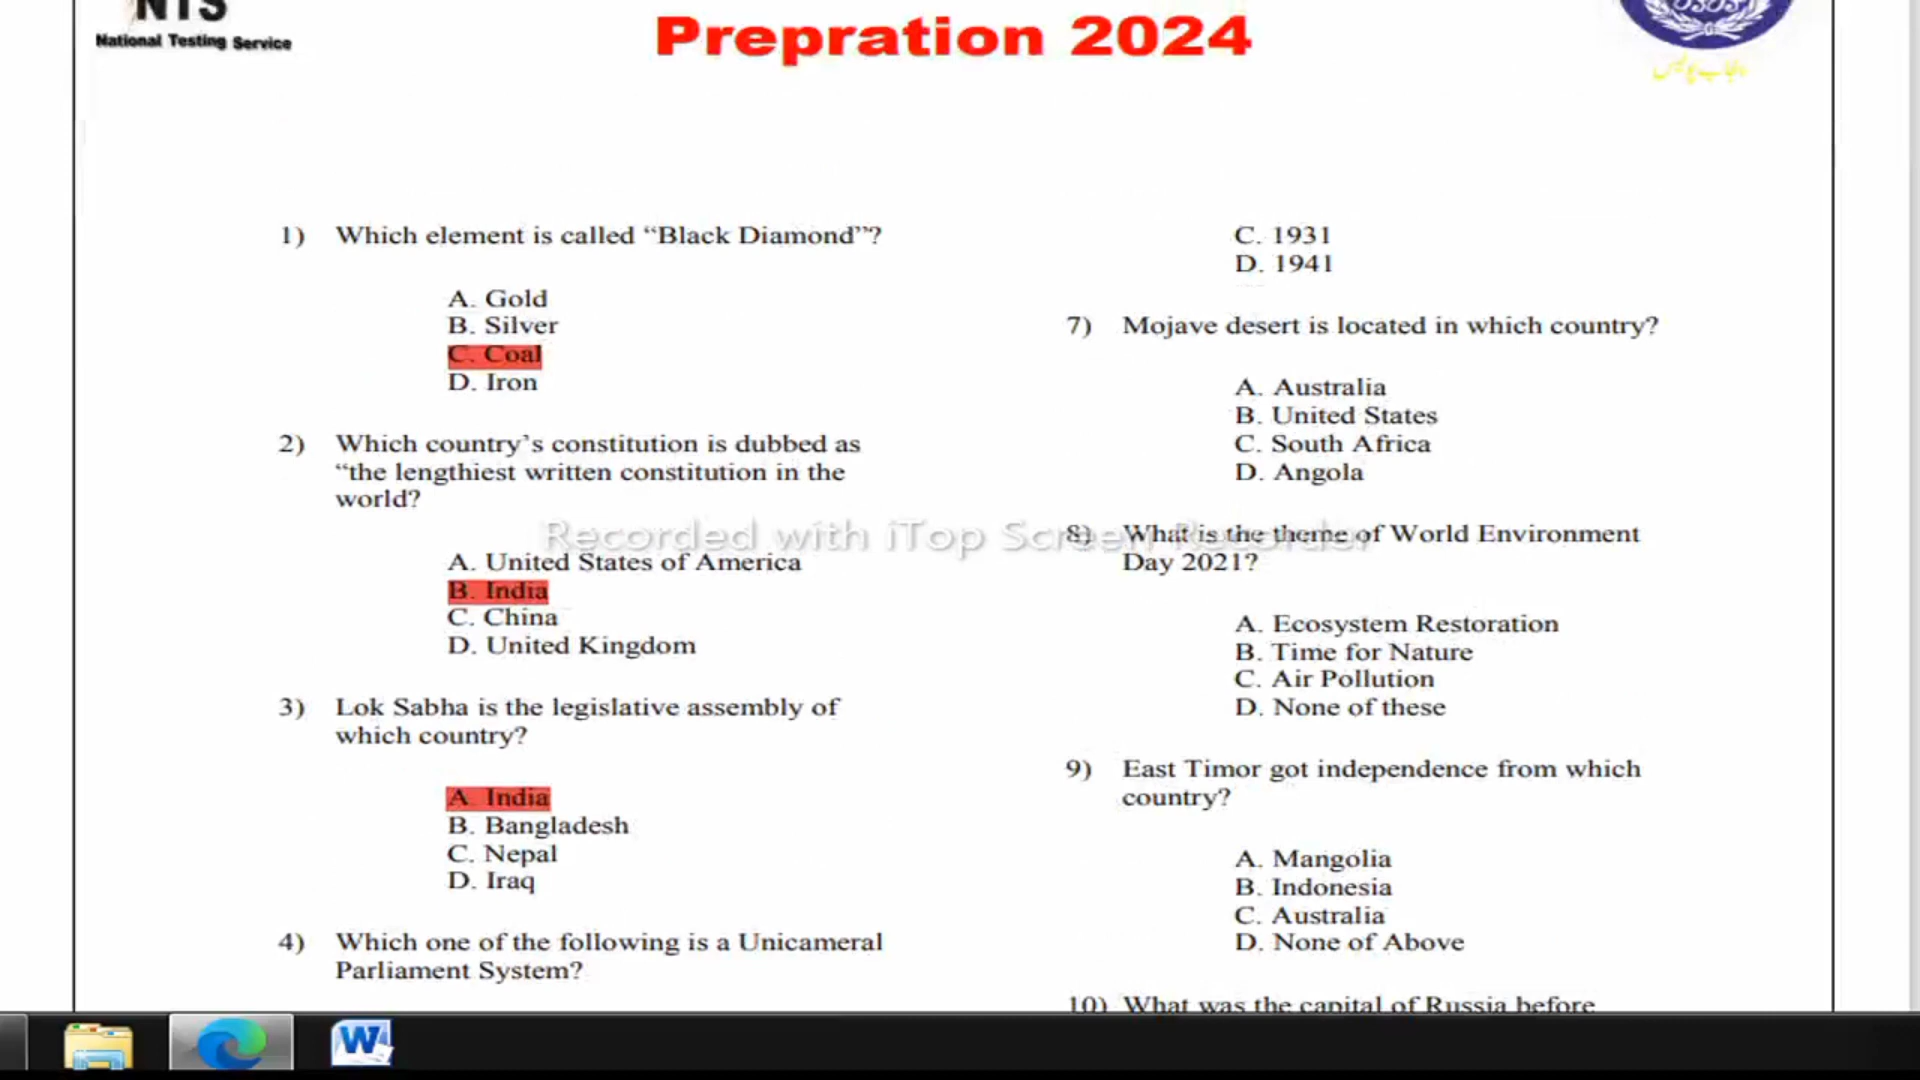 NTS
National Testing Service
Prepration 2024
پنجاب پولیس
1) Which element is called “Black Diamond”?
A. Gold
B. Silver
C. Coal
D. Iron
2) Which country’s constitution is dubbed as
“the lengthiest written constitution in the
world?
A. United States of America
B. India
C. China
D. United Kingdom
3) Lok Sabha is the legislative assembly of
which country?
A. India
B. Bangladesh
C. Nepal
D. Iraq
4) Which one of the following is a Unicameral
Parliament System?
C. 1931
D. 1941
7) Mojave desert is located in which country?
A. Australia
B. United States
C. South Africa
D. Angola
8) What is the theme of World Environment
Day 2021?
A. Ecosystem Restoration
B. Time for Nature
C. Air Pollution
D. None of these
9) East Timor got independence from which
country?
A. Mangolia
B. Indonesia
C. Australia
D. None of Above
10) What was the capital of Russia before
Recorded with iTop Screen Recorder